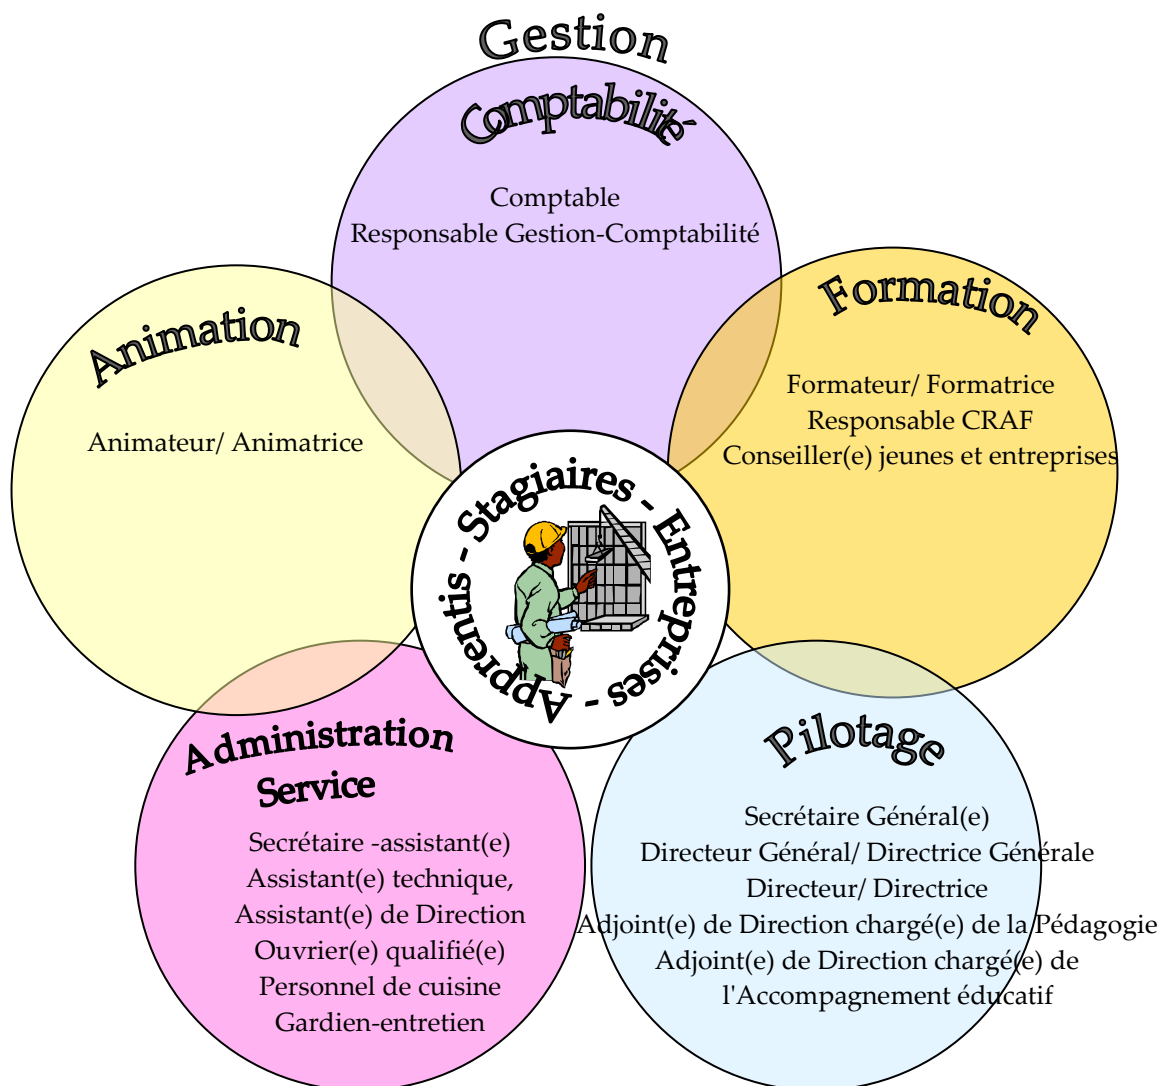 Gestion
Comptabilité
Comptable
Responsable Gestion-Comptabilité
Animation
Animateur/ Animatrice
Formation
Formateur/ Formatrice
Responsable CRAF
Conseiller(e) jeunes et entreprises
Apprentis - Stagiaires - Entreprises -
Administration
Service
Secrétaire -assistant(e)
Assistant(e) technique,
Assistant(e) de Direction
Ouvrier(e) qualifié(e)
Personnel de cuisine
Gardien-entretien
Pilotage
Secrétaire Général(e)
Directeur Général/ Directrice Générale
Directeur/ Directrice
Adjoint(e) de Direction chargé(e) de la Pédagogie
Adjoint(e) de Direction chargé(e) de
l'Accompagnement éducatif